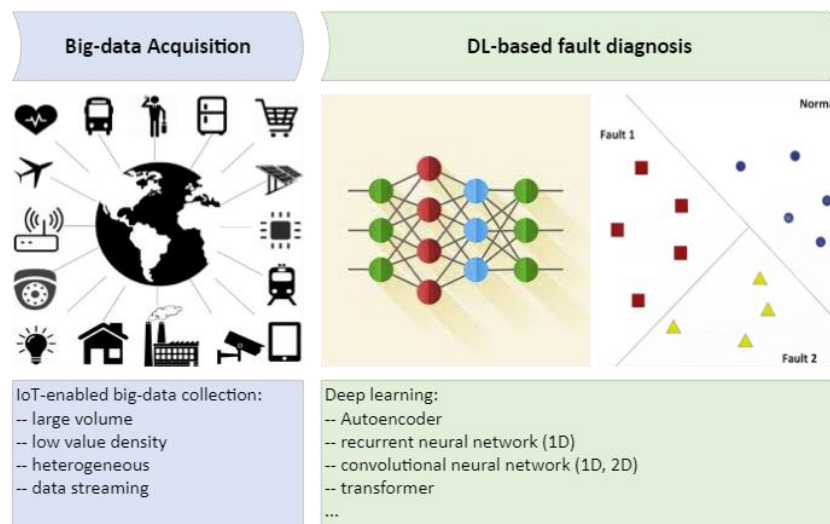 Big-data Acquisition
DL-based fault diagnosis
Fault 1
Fault 2
IoT-enabled big-data collection:
-- large volume
-- low value density
-- heterogeneous
-- data streaming
Deep learning:
-- Autoencoder
-- recurrent neural network (1D)
-- convolutional neural network (1D, 2D)
-- transformer
...